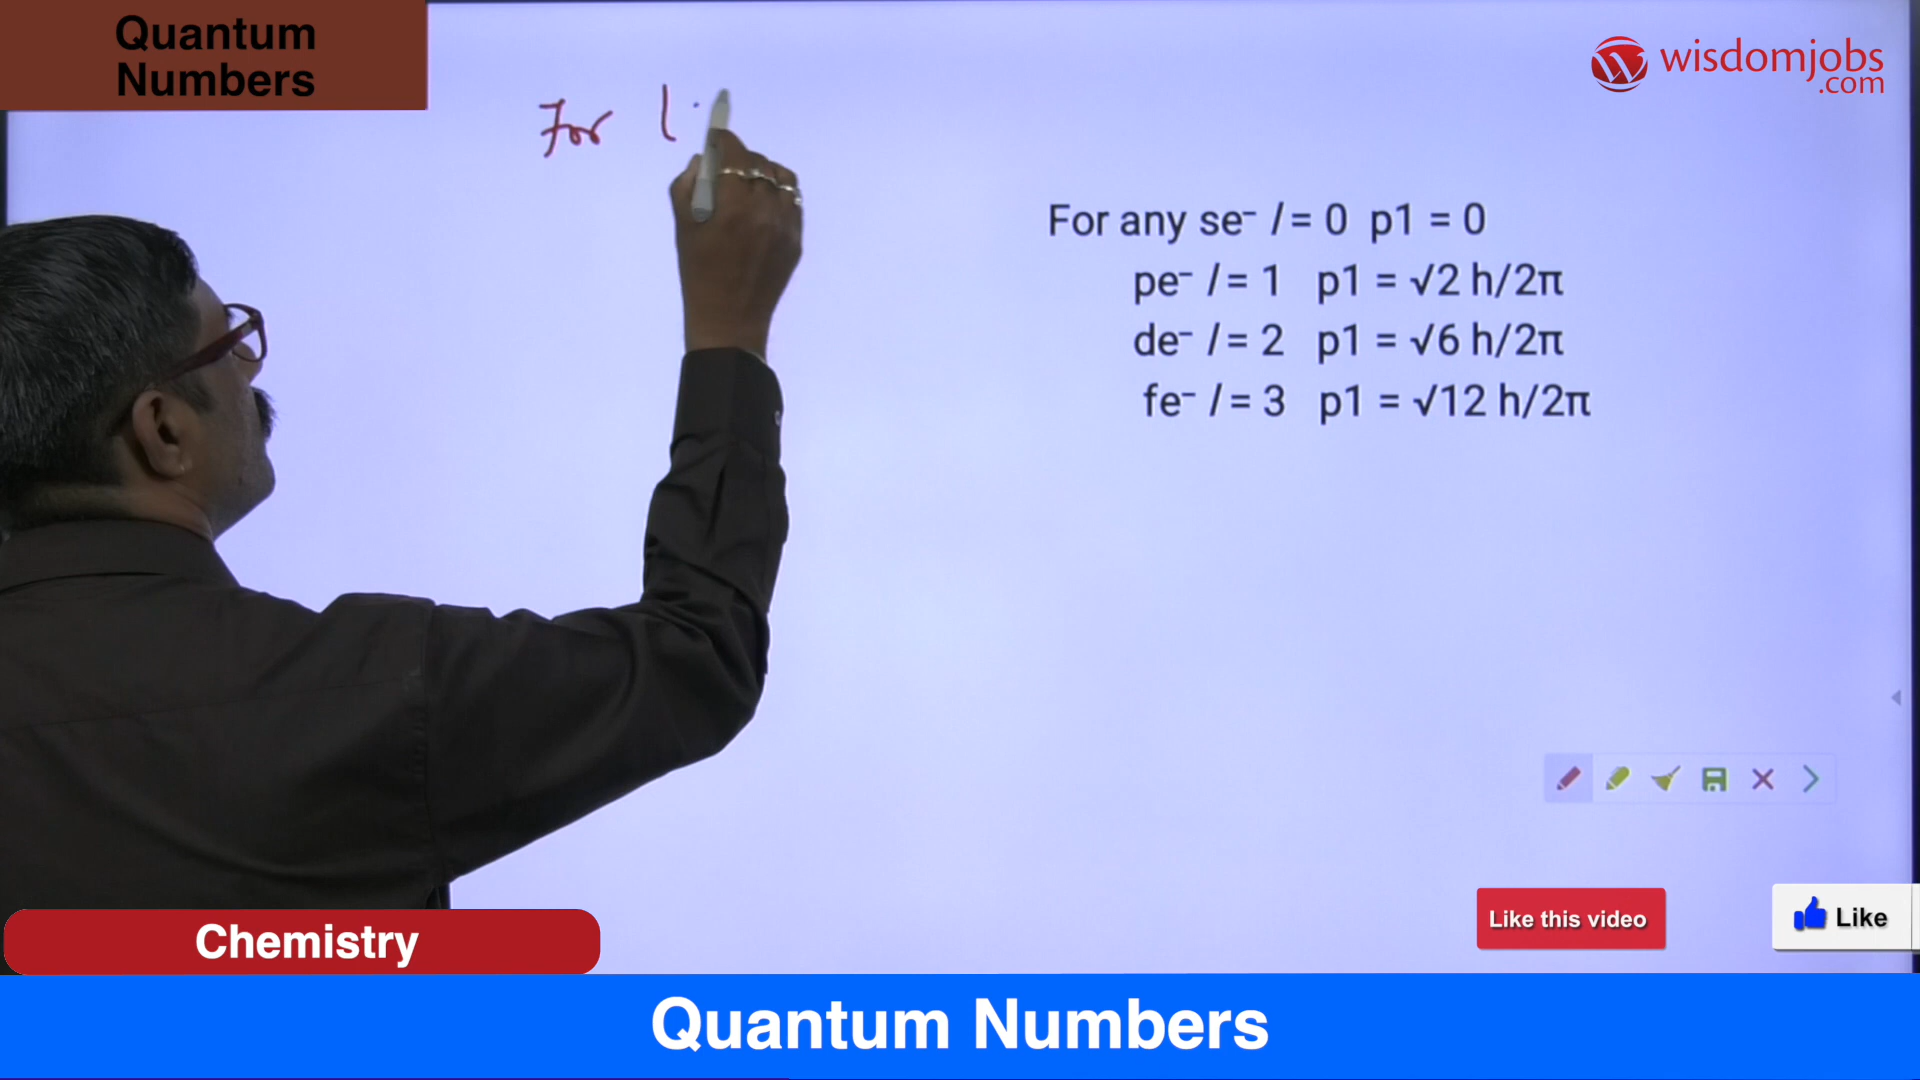 Quantum
Numbers
wisdomjobs
.com
For l
For any se⁻ l = 0 p1 = 0
pe⁻ l = 1 p1 = √2 h/2π
de⁻ l = 2 p1 = √6 h/2π
fe⁻ l = 3 p1 = √12 h/2π
Like this video
Like
Chemistry
Quantum Numbers